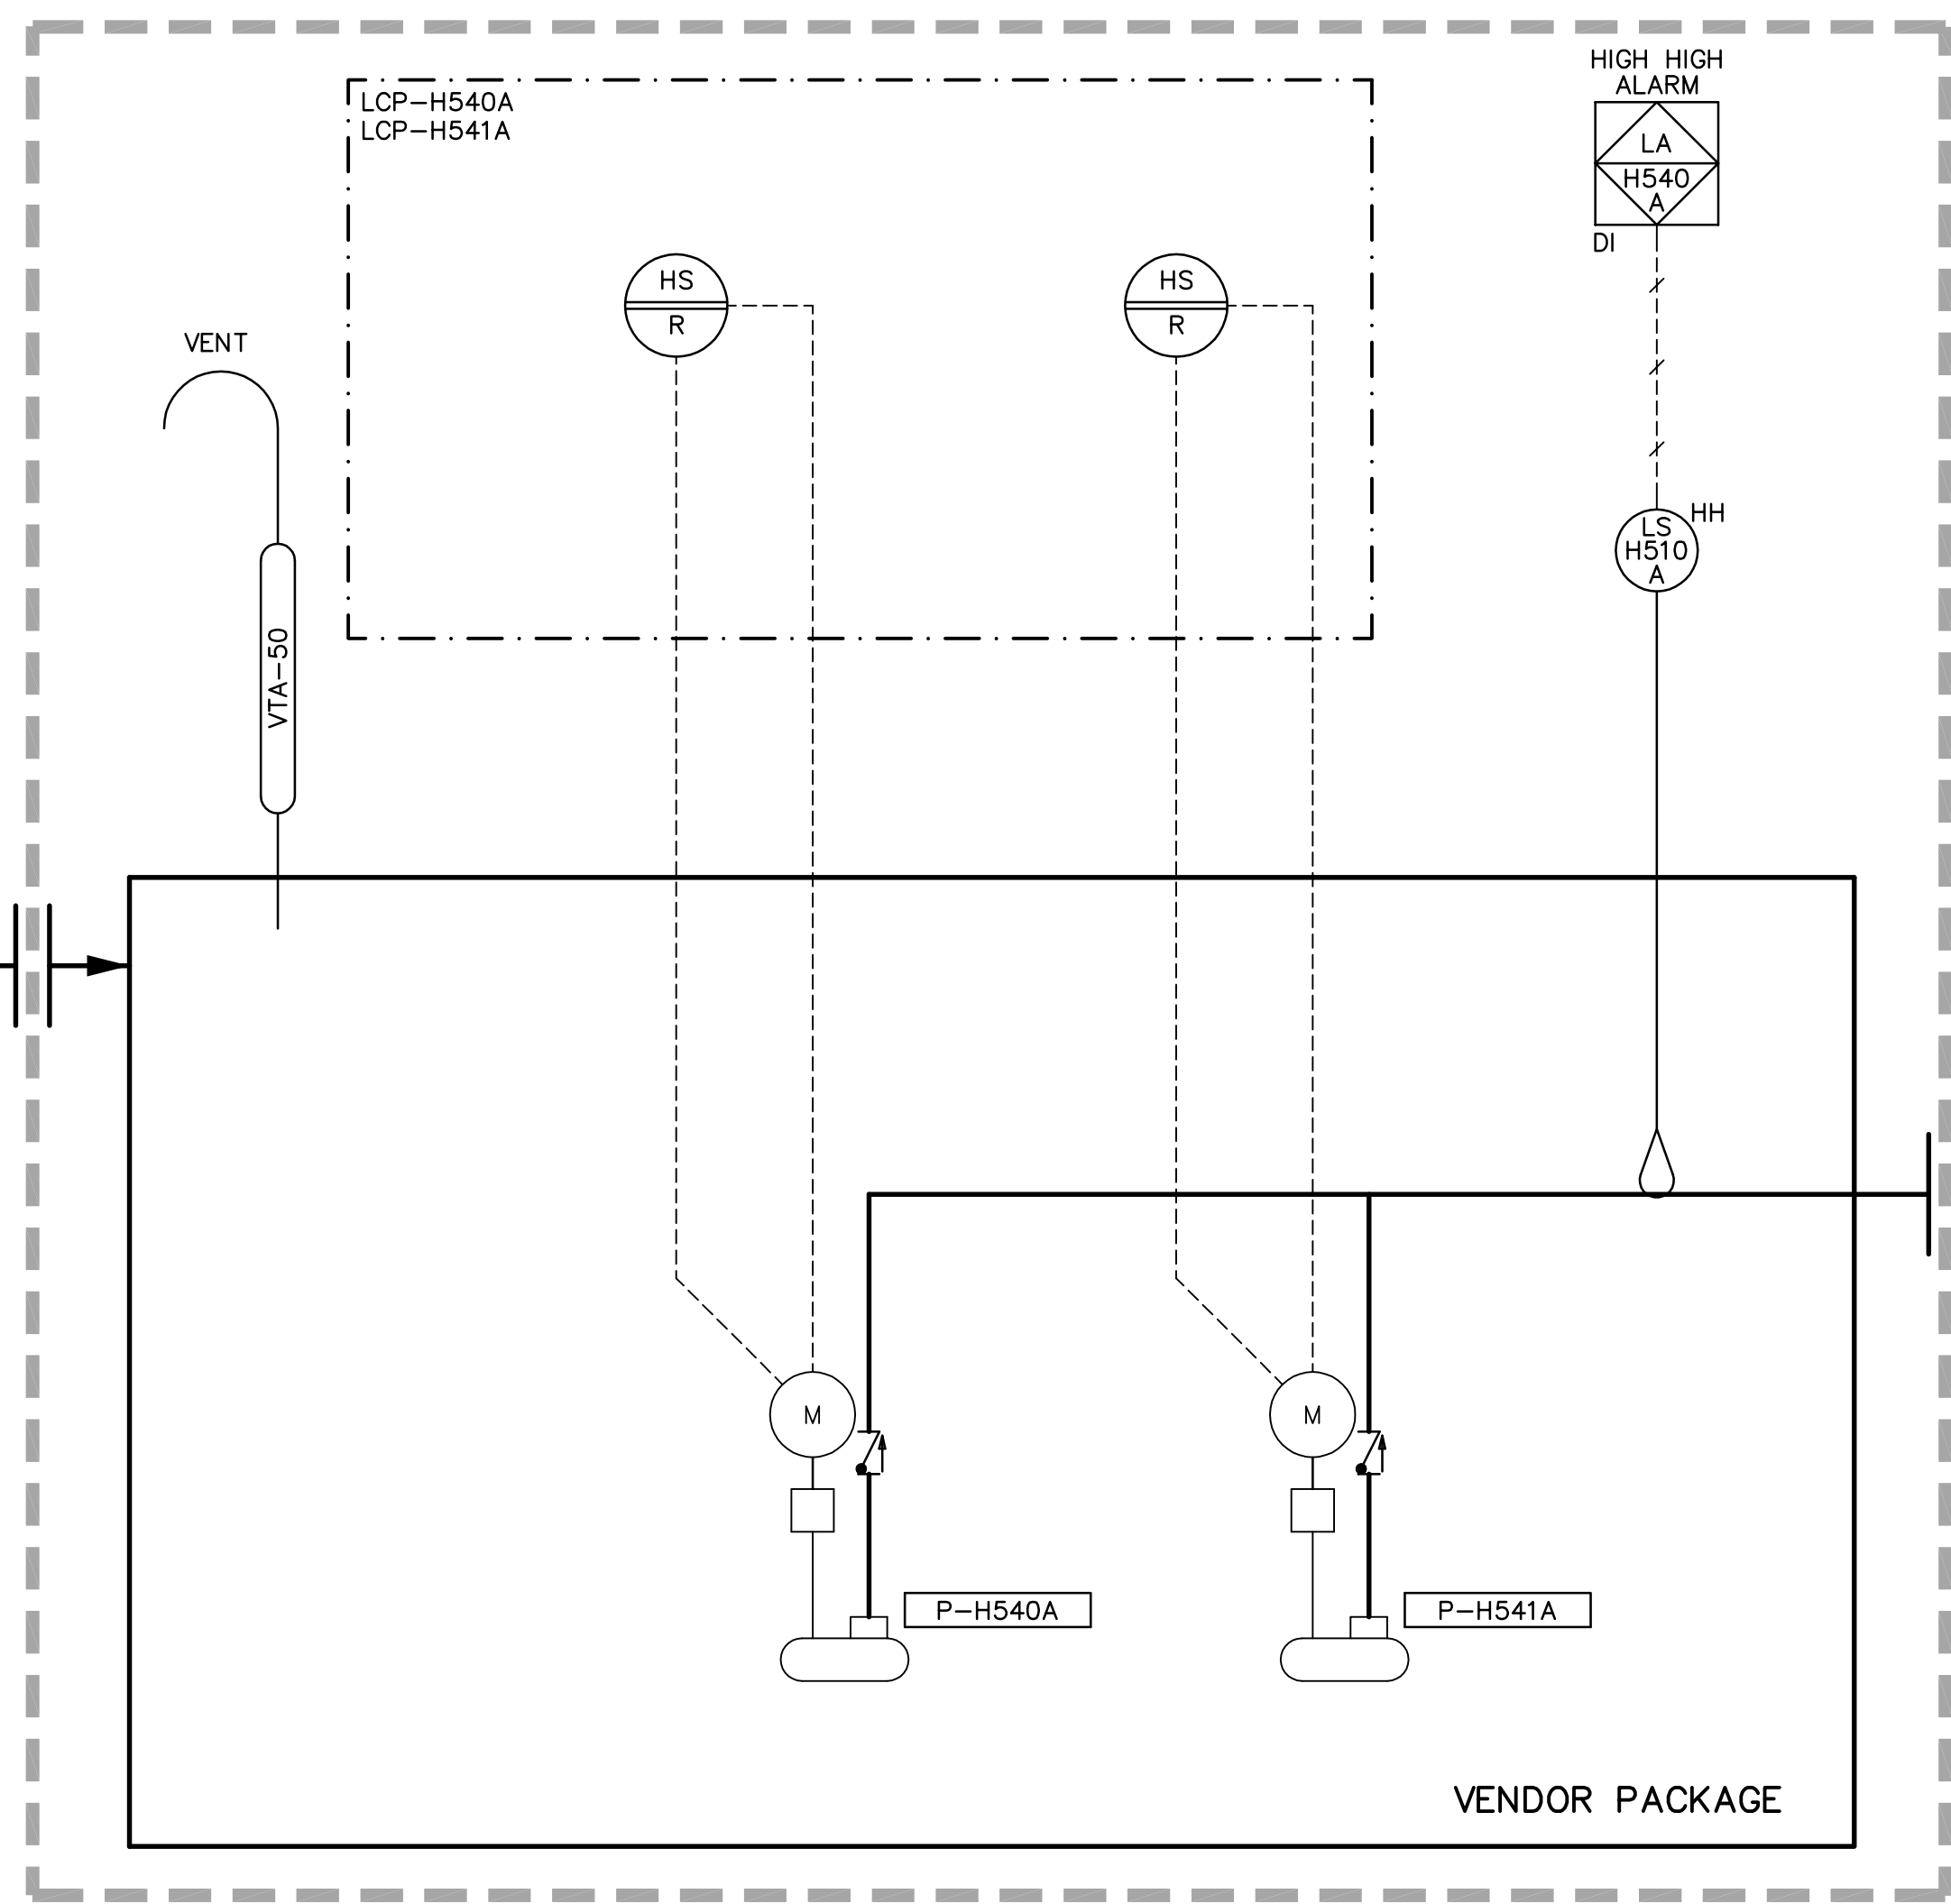 HIGH HIGH
ALARM
LCP-H540A
LCP-H541A
LA
H540
A
DI
HS
R
HS
R
VENT
LS
H510
A
HH
VTA-50
M
M
P-H540A
P-H541A
VENDOR PACKAGE